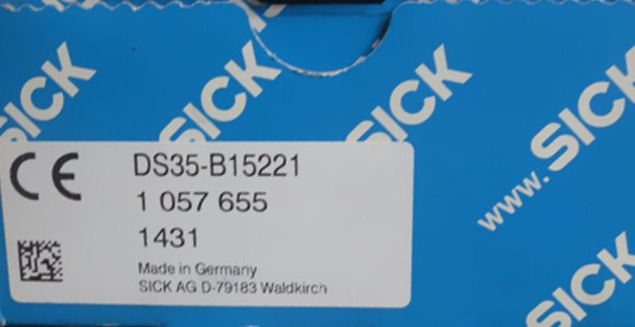 SICK
SICK
SICK
www.SICK
SICK
CE
DS35-B15221
1 057 655
1431
Made in Germany
SICK AG D-79183 Waldkirch